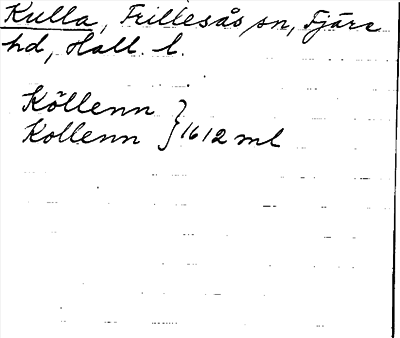 Kulla, Frillesås sn, Fjäre
hd, Hall. l.
Köllenn
Kollenn } 1612 ml